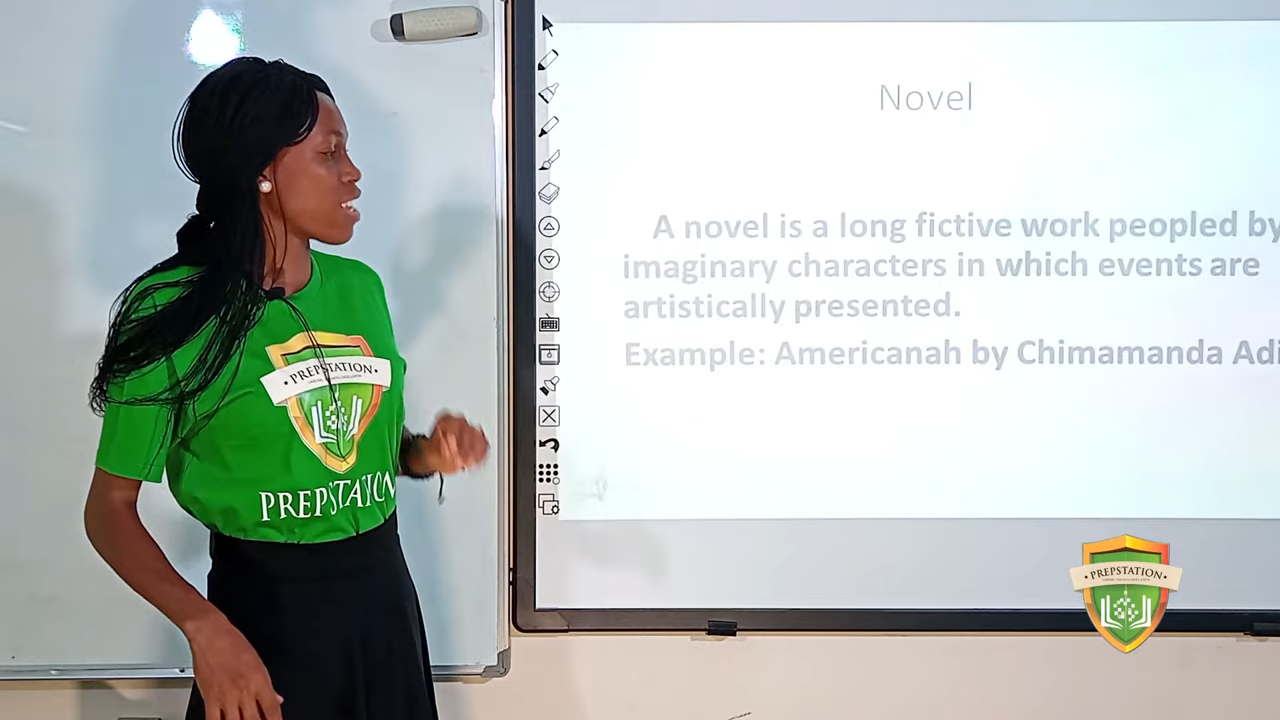 Novel
A novel is a long fictive work peopled by
imaginary characters in which events are
artistically presented.
Example: Americanah by Chimamanda Adi
PREPSTATION
PREPSTATION
PREPSTATION